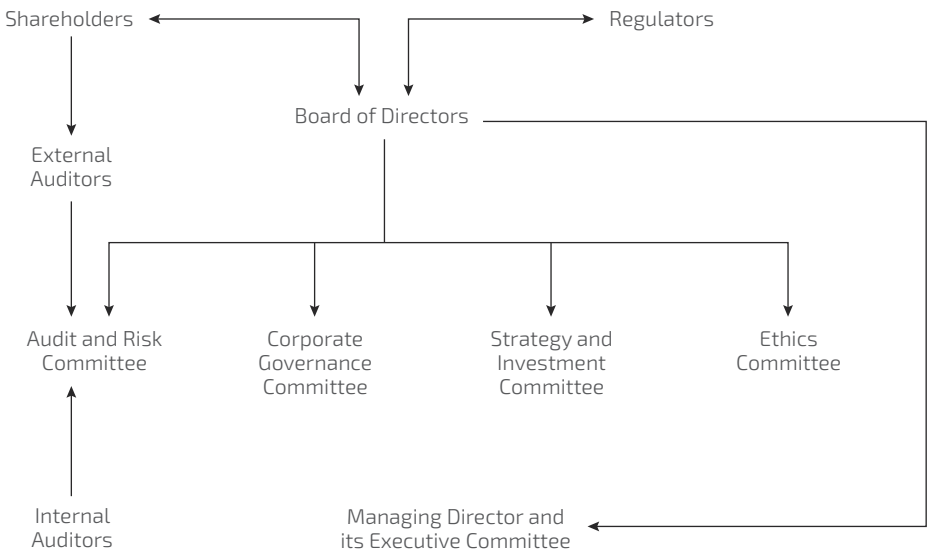 Shareholders
Regulators
Board of Directors
External
Auditors
Audit and Risk
Committee
Corporate
Governance
Committee
Strategy and
Investment
Committee
Ethics
Committee
Internal
Auditors
Managing Director and
its Executive Committee